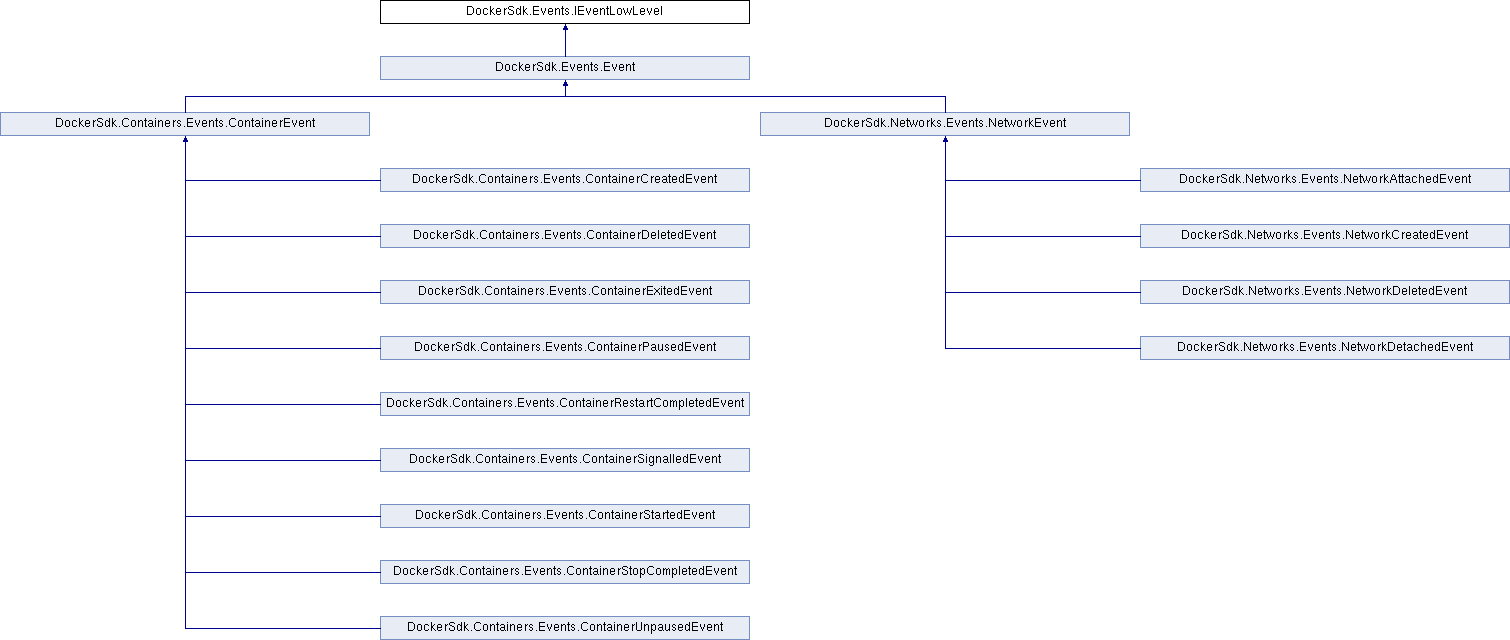 DockerSdk.Events.IEventLowLevel
DockerSdk.Events.Event
DockerSdk.Containers.Events.ContainerEvent
DockerSdk.Networks.Events.NetworkEvent
DockerSdk.Containers.Events.ContainerCreatedEvent
DockerSdk.Networks.Events.NetworkAttachedEvent
DockerSdk.Containers.Events.ContainerDeletedEvent
DockerSdk.Networks.Events.NetworkCreatedEvent
DockerSdk.Containers.Events.ContainerExitedEvent
DockerSdk.Networks.Events.NetworkDeletedEvent
DockerSdk.Containers.Events.ContainerPausedEvent
DockerSdk.Networks.Events.NetworkDetachedEvent
DockerSdk.Containers.Events.ContainerRestartCompletedEvent
DockerSdk.Containers.Events.ContainerSignalledEvent
DockerSdk.Containers.Events.ContainerStartedEvent
DockerSdk.Containers.Events.ContainerStopCompletedEvent
DockerSdk.Containers.Events.ContainerUnpausedEvent